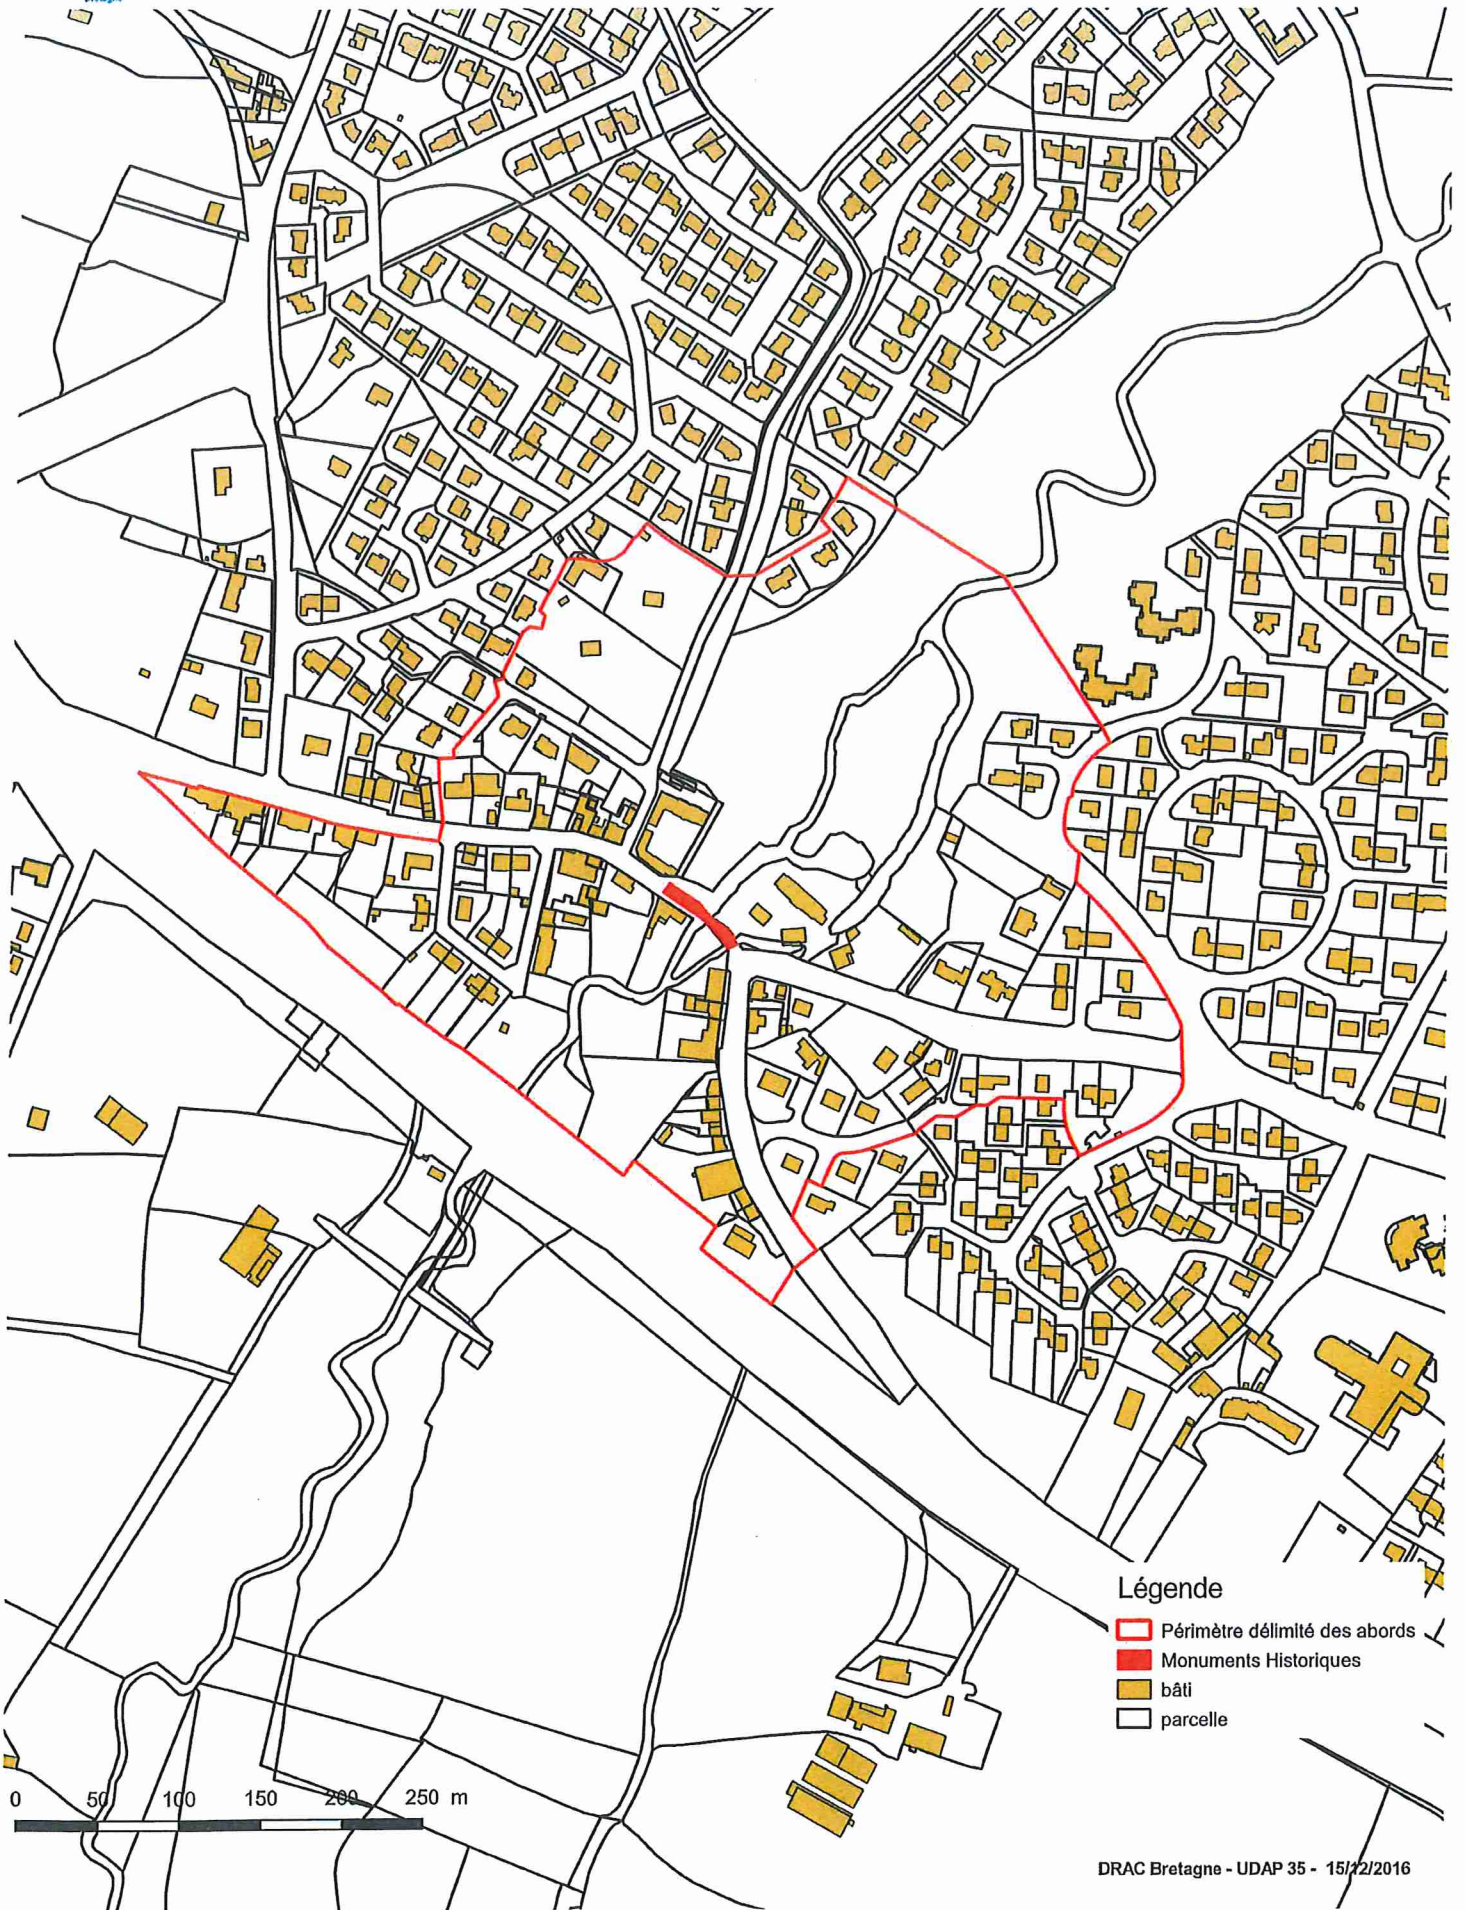 Légende
Périmètre délimité des abords
Monuments Historiques
bâti
parcelle
0 50 100 150 200 250 m
DRAC Bretagne - UDAP 35 - 15/12/2016